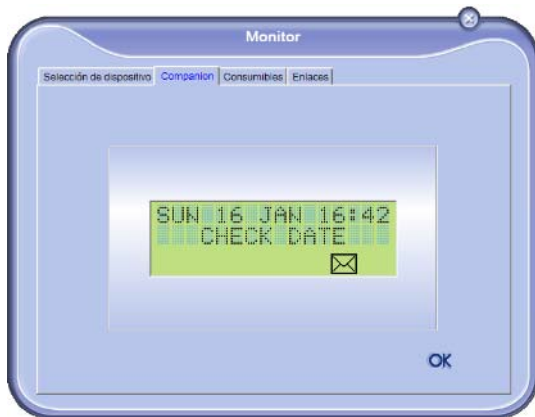 Monitor
Selección de dispositivo Companion Consumibles Enlaces
SUN 16 JAN 16:42
CHECK DATE
OK